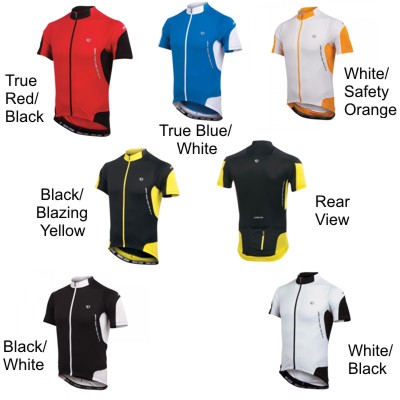 True
Red/
Black
True Blue/
White
White/
Safety
Orange
Black/
Blazing
Yellow
Rear
View
Black/
White
White/
Black